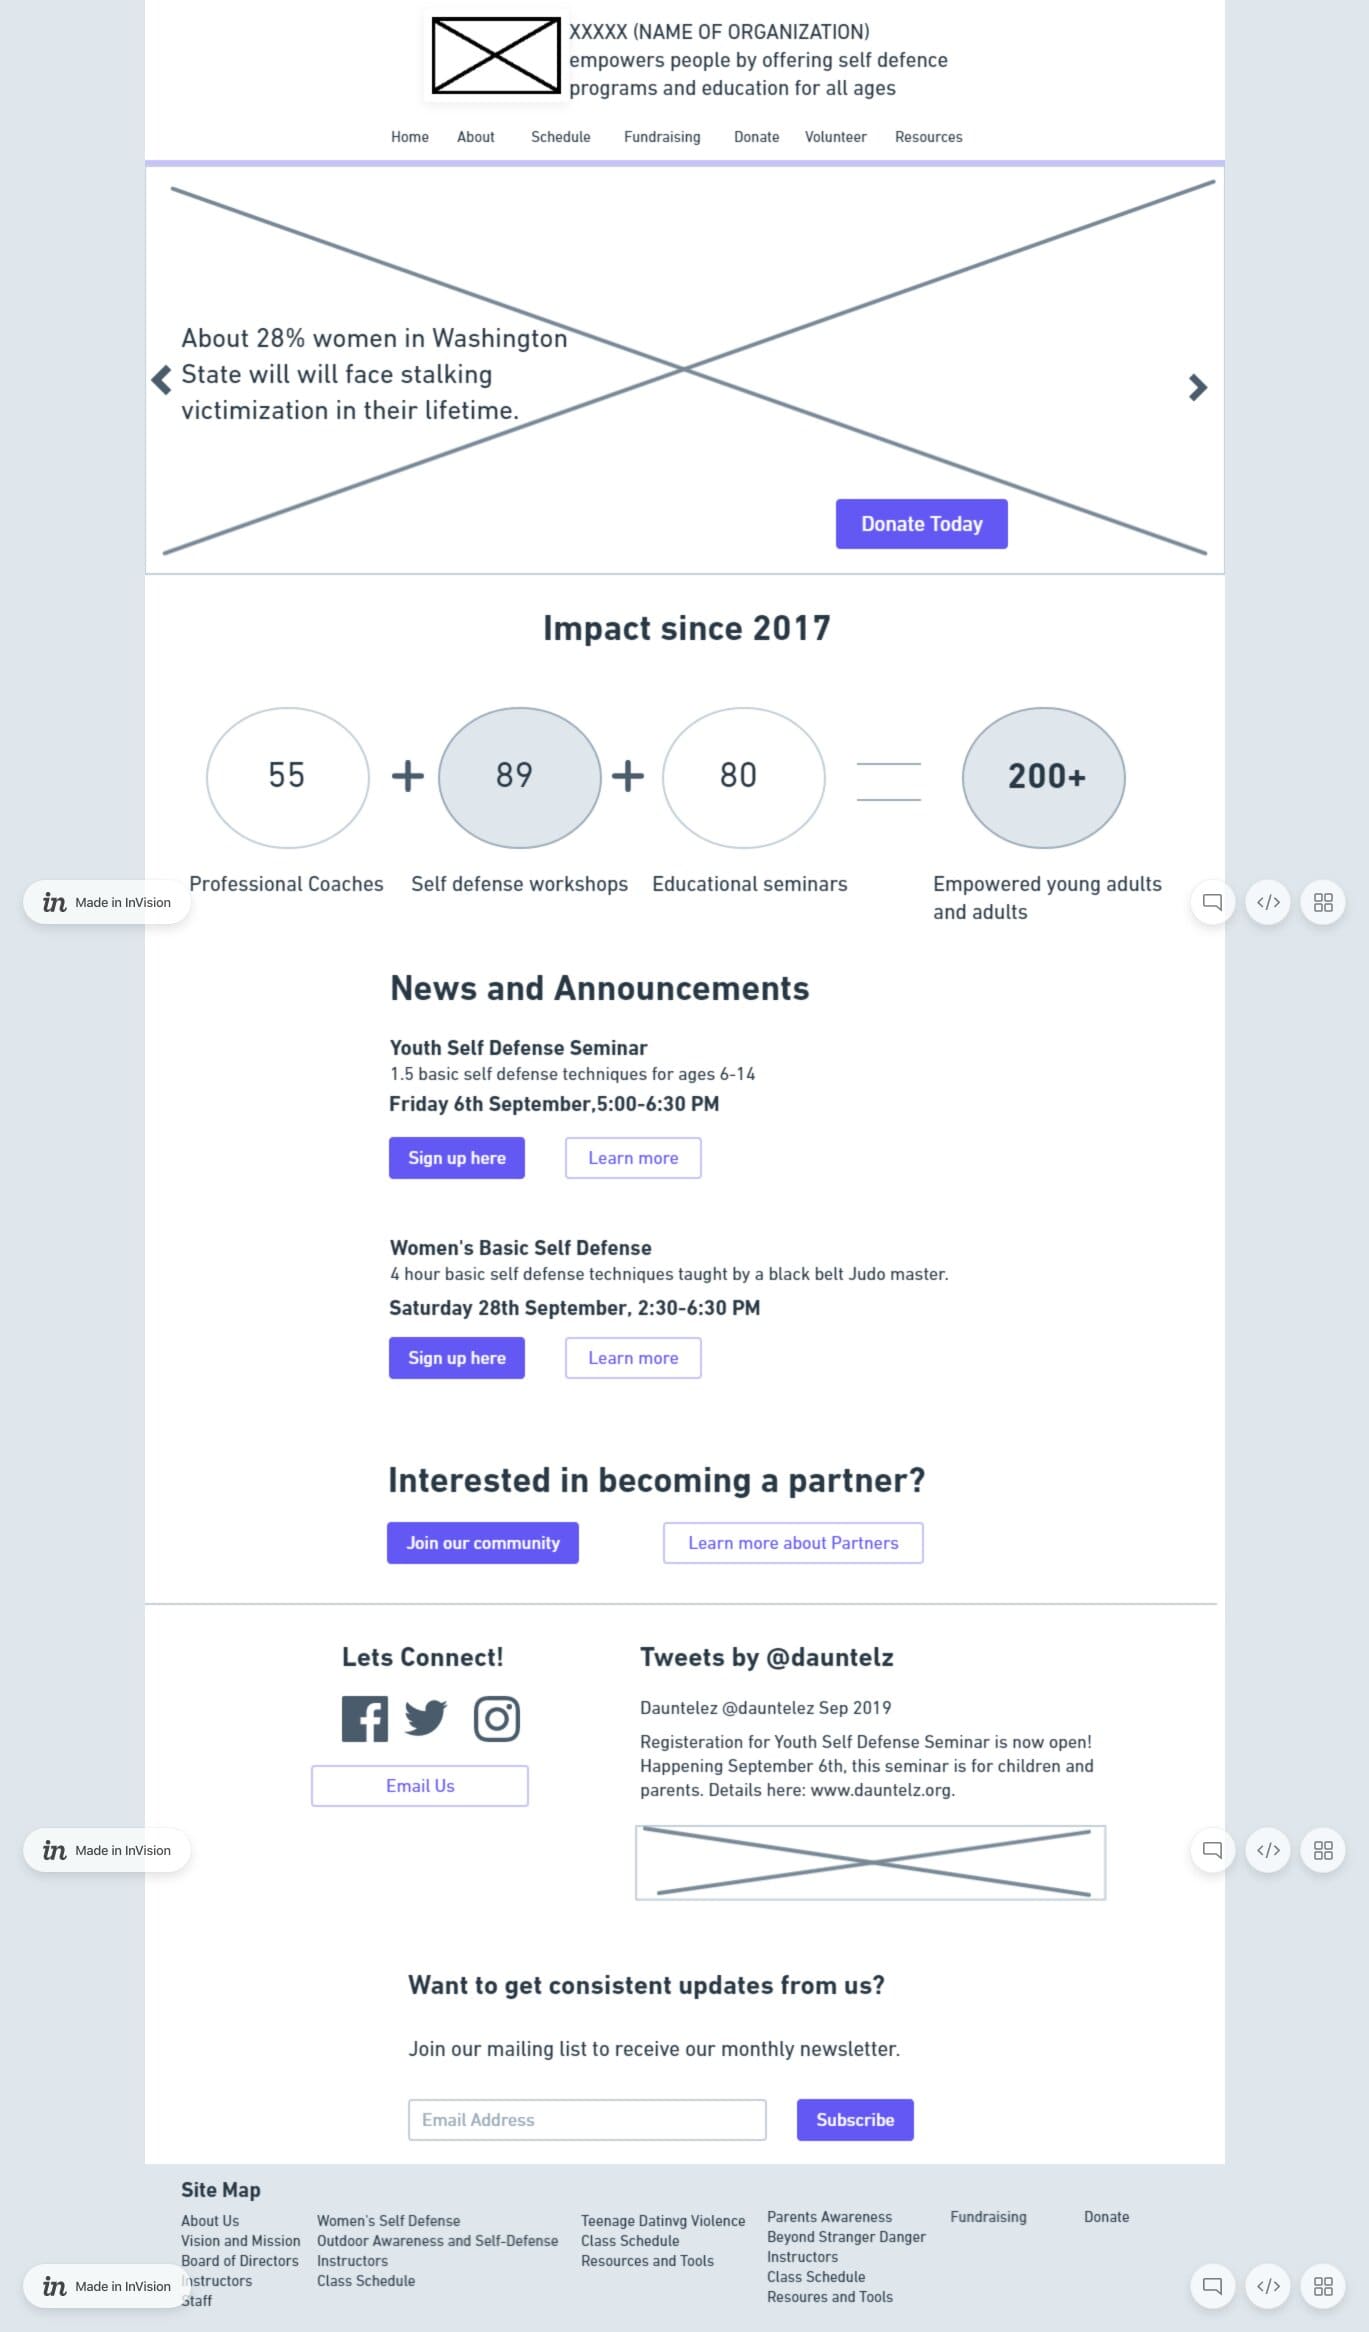 XXXXX (NAME OF ORGANIZATION)
empowers people by offering self defence
programs and education for all ages
Home About Schedule Fundraising Donate Volunteer Resources
About 28% women in Washington
State will will face stalking
victimization in their lifetime.
Donate Today
Impact since 2017
55 + 89 + 80 200+
Professional Coaches Self defense workshops Educational seminars Empowered young adults
and adults
in Made in InVision
</>
News and Announcements
Youth Self Defense Seminar
1.5 basic self defense techniques for ages 6-14
Friday 6th September,5:00-6:30 PM
Sign up here Learn more
Women's Basic Self Defense
4 hour basic self defense techniques taught by a black belt Judo master.
Saturday 28th September, 2:30-6:30 PM
Sign up here Learn more
Interested in becoming a partner?
Join our community Learn more about Partners
Lets Connect!
Email Us
Tweets by @dauntelz
Dauntelez @dauntelez Sep 2019
Registeration for Youth Self Defense Seminar is now open!
Happening September 6th, this seminar is for children and
parents. Details here: www.dauntelz.org.
in Made in InVision
</>
Want to get consistent updates from us?
Join our mailing list to receive our monthly newsletter.
Email Address Subscribe
Site Map
About Us
Vision and Mission
Board of Directors
Instructors
Staff
Women's Self Defense
Outdoor Awareness and Self-Defense
Instructors
Class Schedule
Teenage Datinvg Violence
Class Schedule
Resources and Tools
Parents Awareness
Beyond Stranger Danger
Instructors
Class Schedule
Resoures and Tools
Fundraising
Donate
in Made in InVision
</>